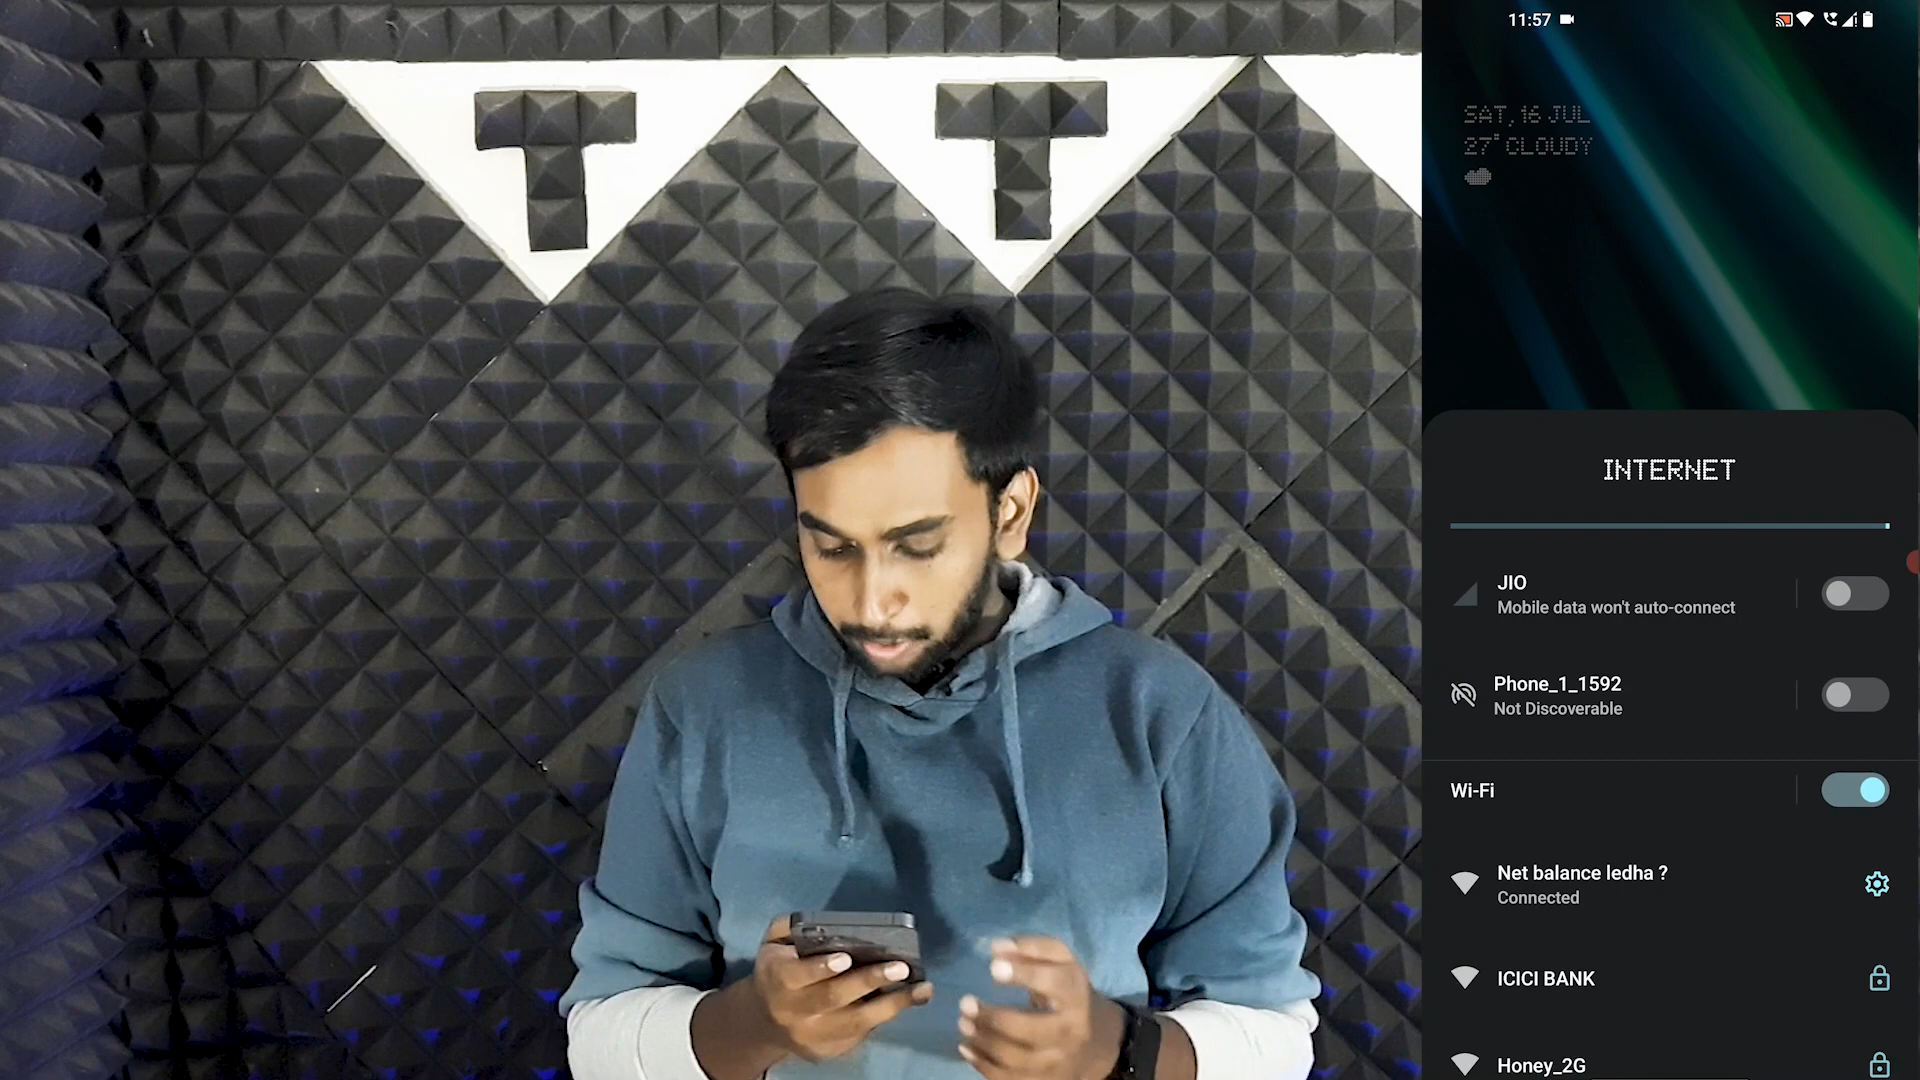 T T
11:57
SAT, 16 JUL
27° CLOUDY
INTERNET
JIO
Mobile data won't auto-connect
Phone_1_1592
Not Discoverable
Wi-Fi
Net balance ledha ?
Connected
ICICI BANK
Honey_2G